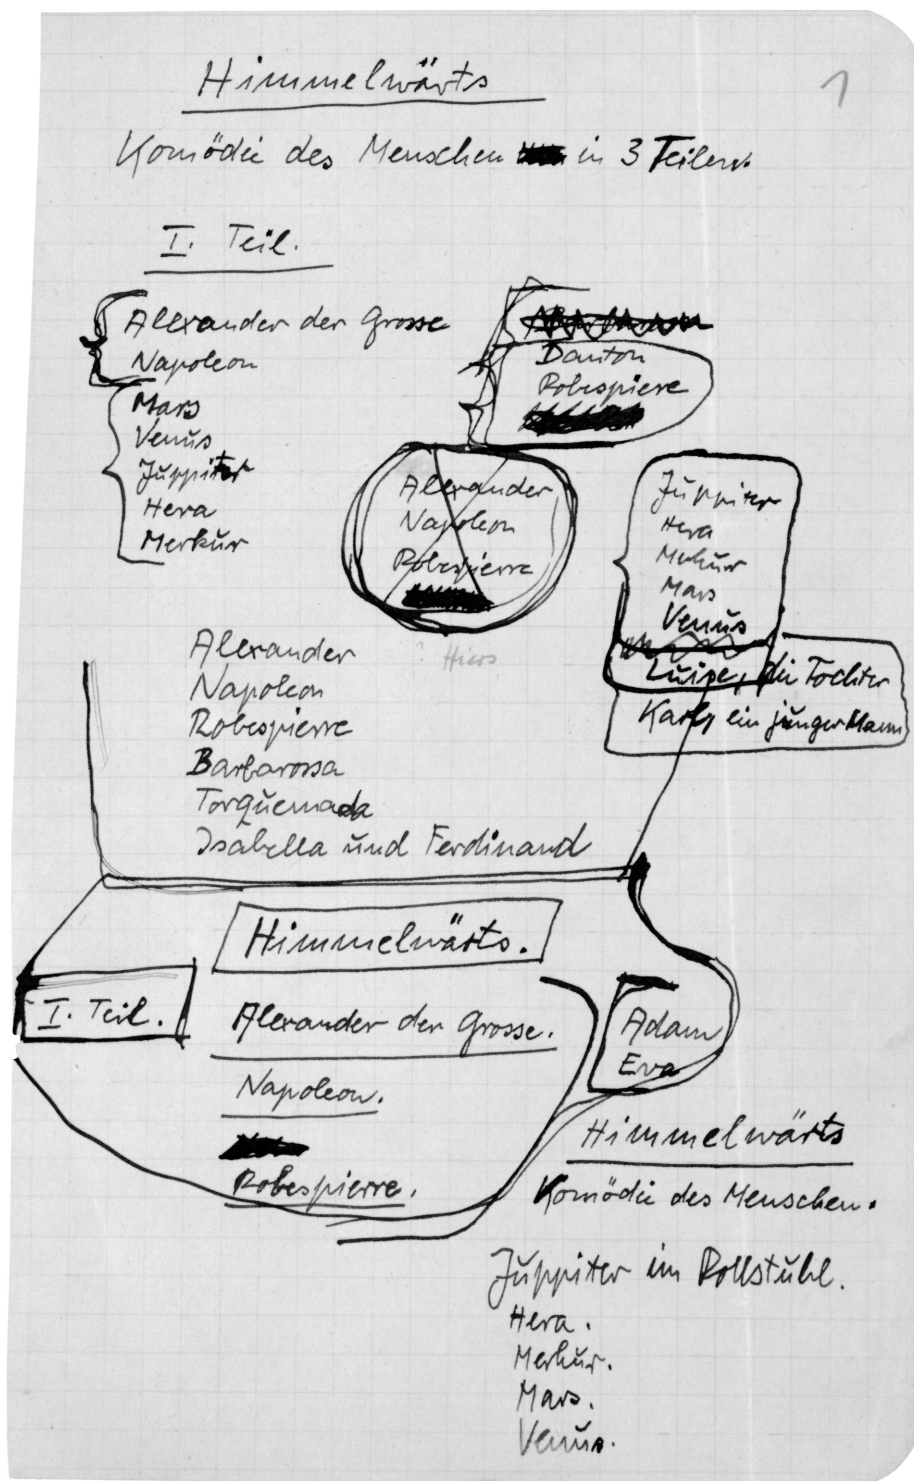 Himmelwärts
1
Komödie des Menschen in 3 Teilen.
I. Teil.
Alexander der Grosse
Napoleon
Mars
Venus
Juppiter
Hera
Merkur
Danton
Robespiere
Alexander
Napoleon
Robespierre
Jüppiter
Hera
Merkur
Mars
Venus
Luise, die Tochter
Karl, ein junger Mann
Alexander
Napoleon
Robespierre
Barbarossa
Torquemada
Isabella und Ferdinand
Himmelwärts.
I. Teil.
Alexander der Grosse.
Napoleon.
Robespierre.
Adam
Eva
Himmelwärts
Komödie des Menschen.
Juppiter im Rollstuhl.
Hera.
Merkur.
Mars.
Venus.